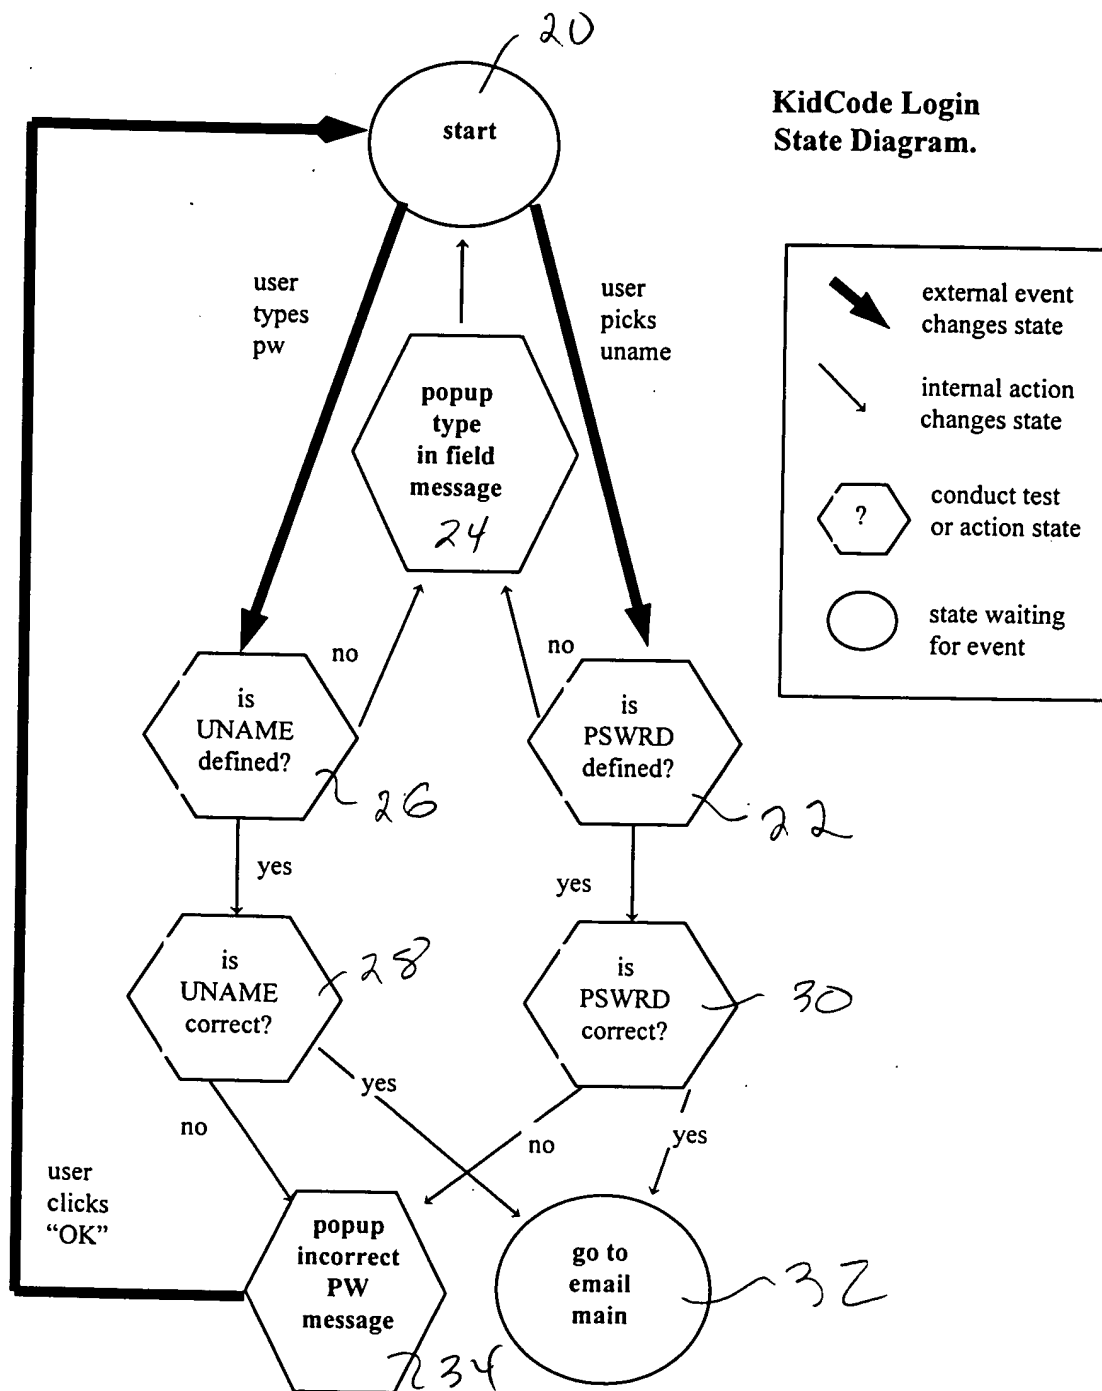 20
KidCode Login
State Diagram.
start
user
types
pw
user
picks
uname
external event
changes state
internal action
changes state
?
conduct test
or action state
state waiting
for event
popup
type
in field
message
24
no
no
is
UNAME
defined?
26
is
PSWRD
defined?
22
yes
yes
is
UNAME
correct?
28
is
PSWRD
correct?
30
no
yes
no
yes
user
clicks
“OK”
popup
incorrect
PW
message
34
go to
email
main
32